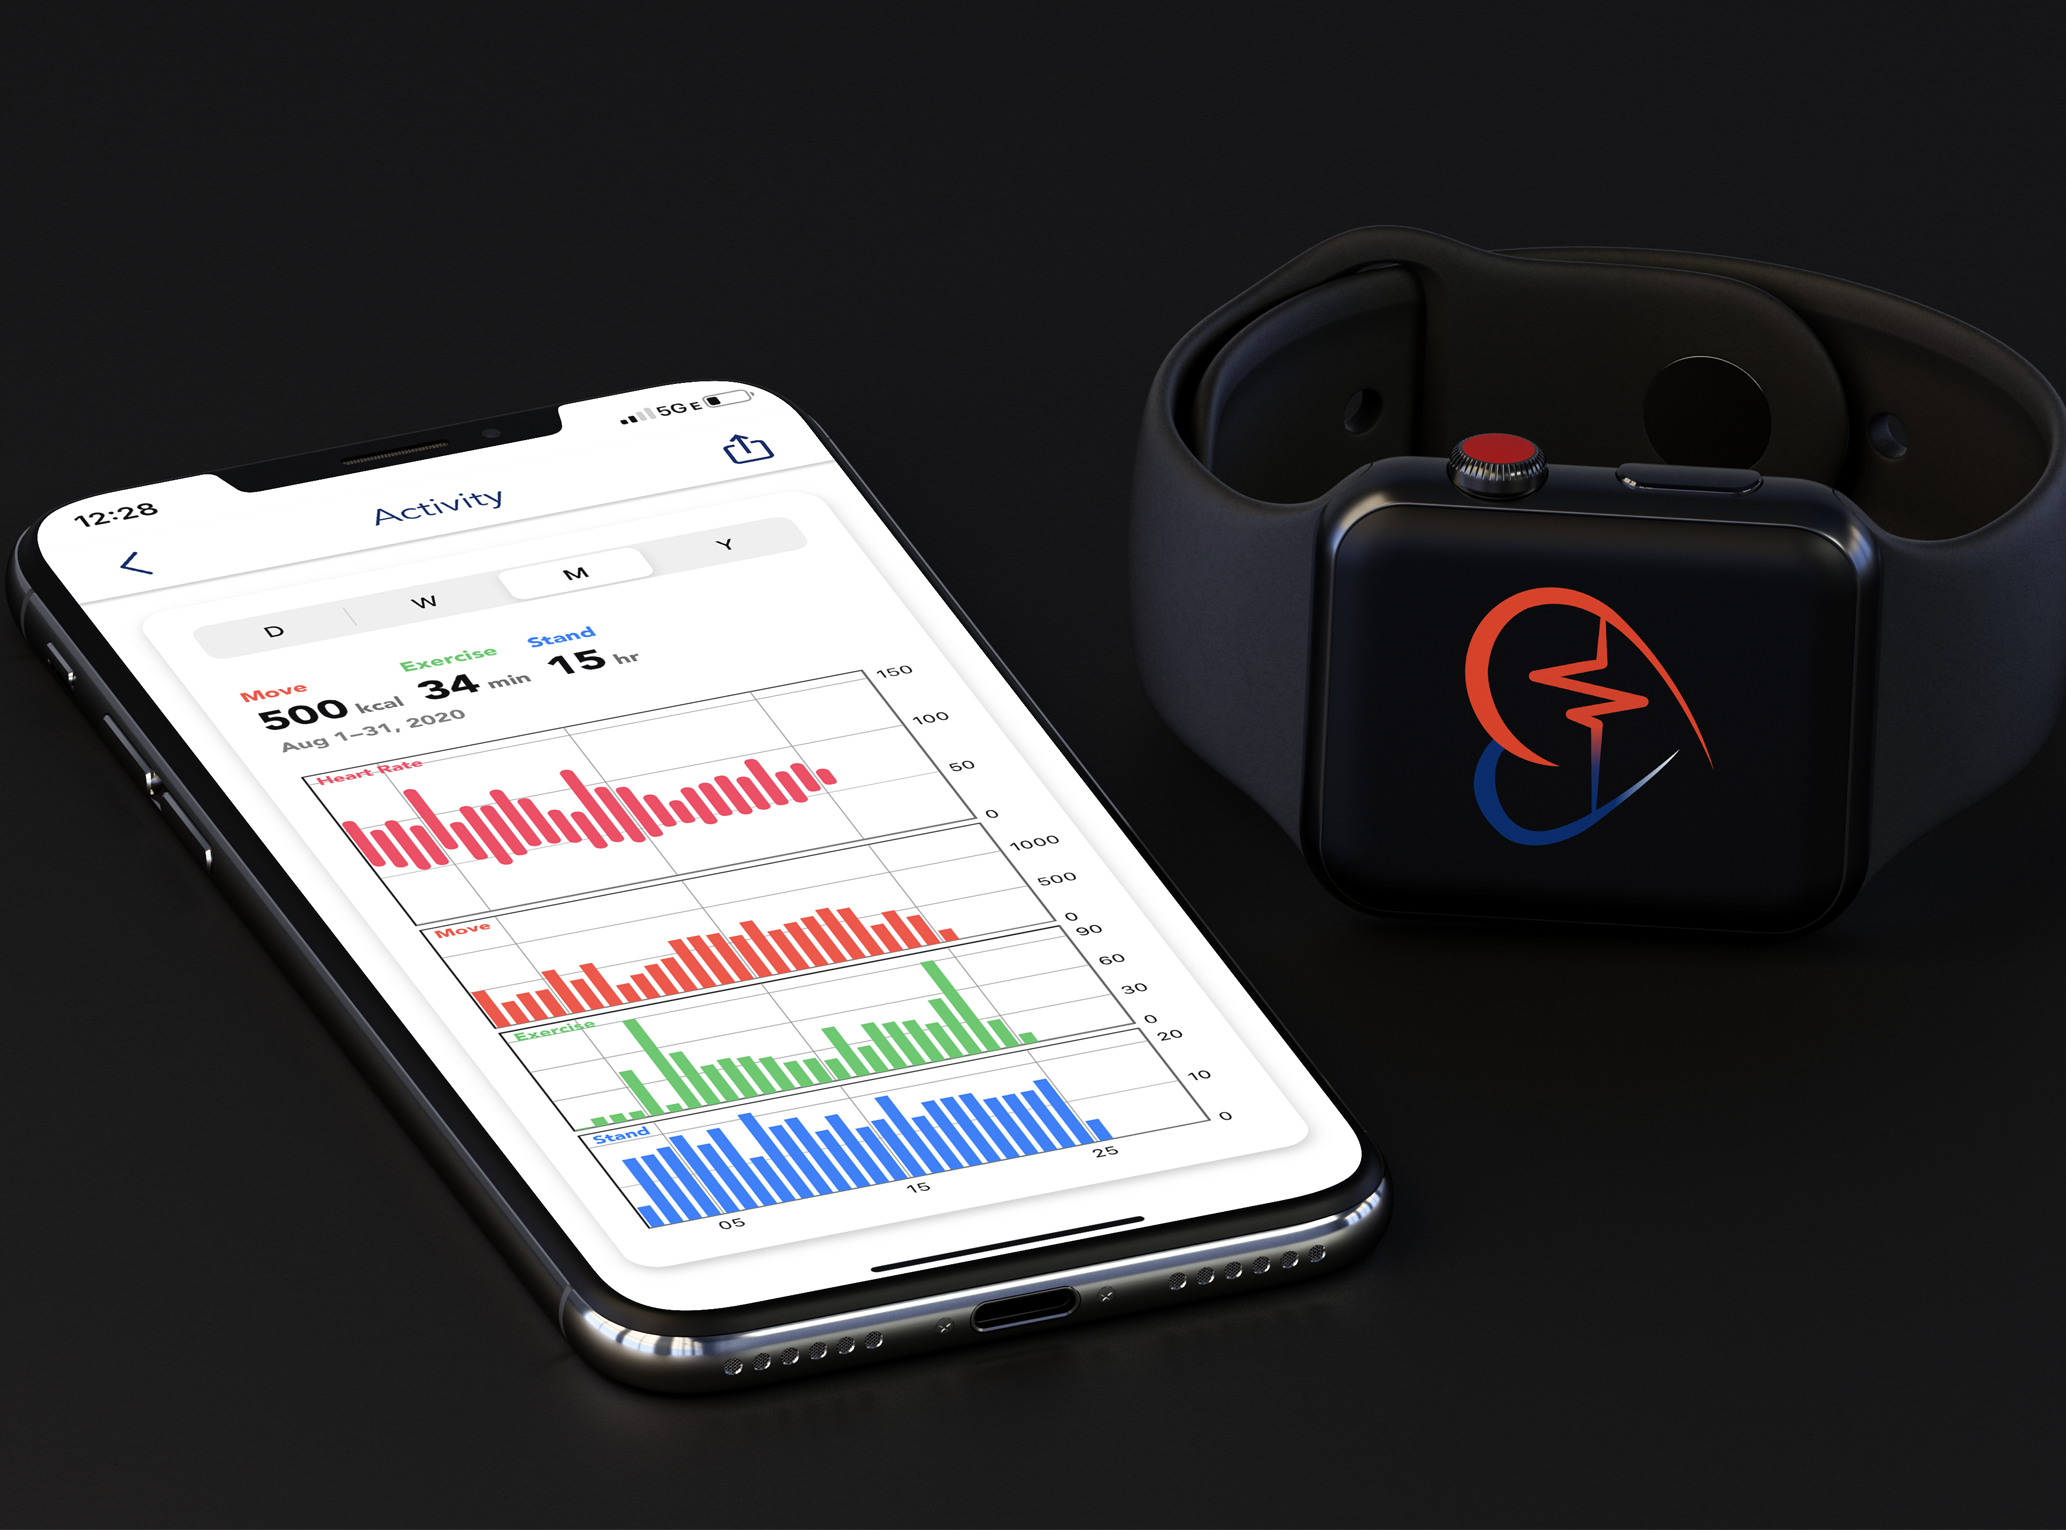 12:28
5G E
Activity
D W M Y
Move Exercise Stand
500 kcal 34 min 15 hr
Aug 1–31, 2020
Heart Rate
150
100
50
0
Move
1000
500
0
Exercise
90
60
30
0
Stand
20
10
0
05 15 25